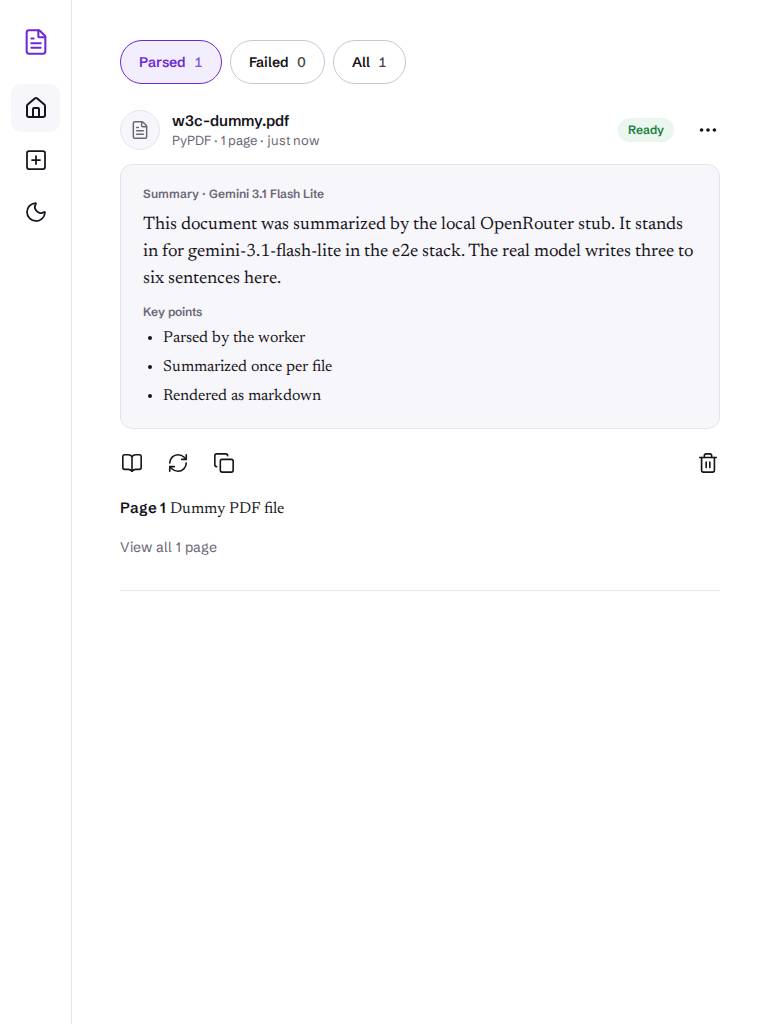 Parsed 1 Failed 0 All 1
w3c-dummy.pdf
PyPDF · 1 page · just now
Ready
Summary · Gemini 3.1 Flash Lite
This document was summarized by the local OpenRouter stub. It stands
in for gemini-3.1-flash-lite in the e2e stack. The real model writes three to
six sentences here.
Key points
• Parsed by the worker
• Summarized once per file
• Rendered as markdown
Page 1 Dummy PDF file
View all 1 page